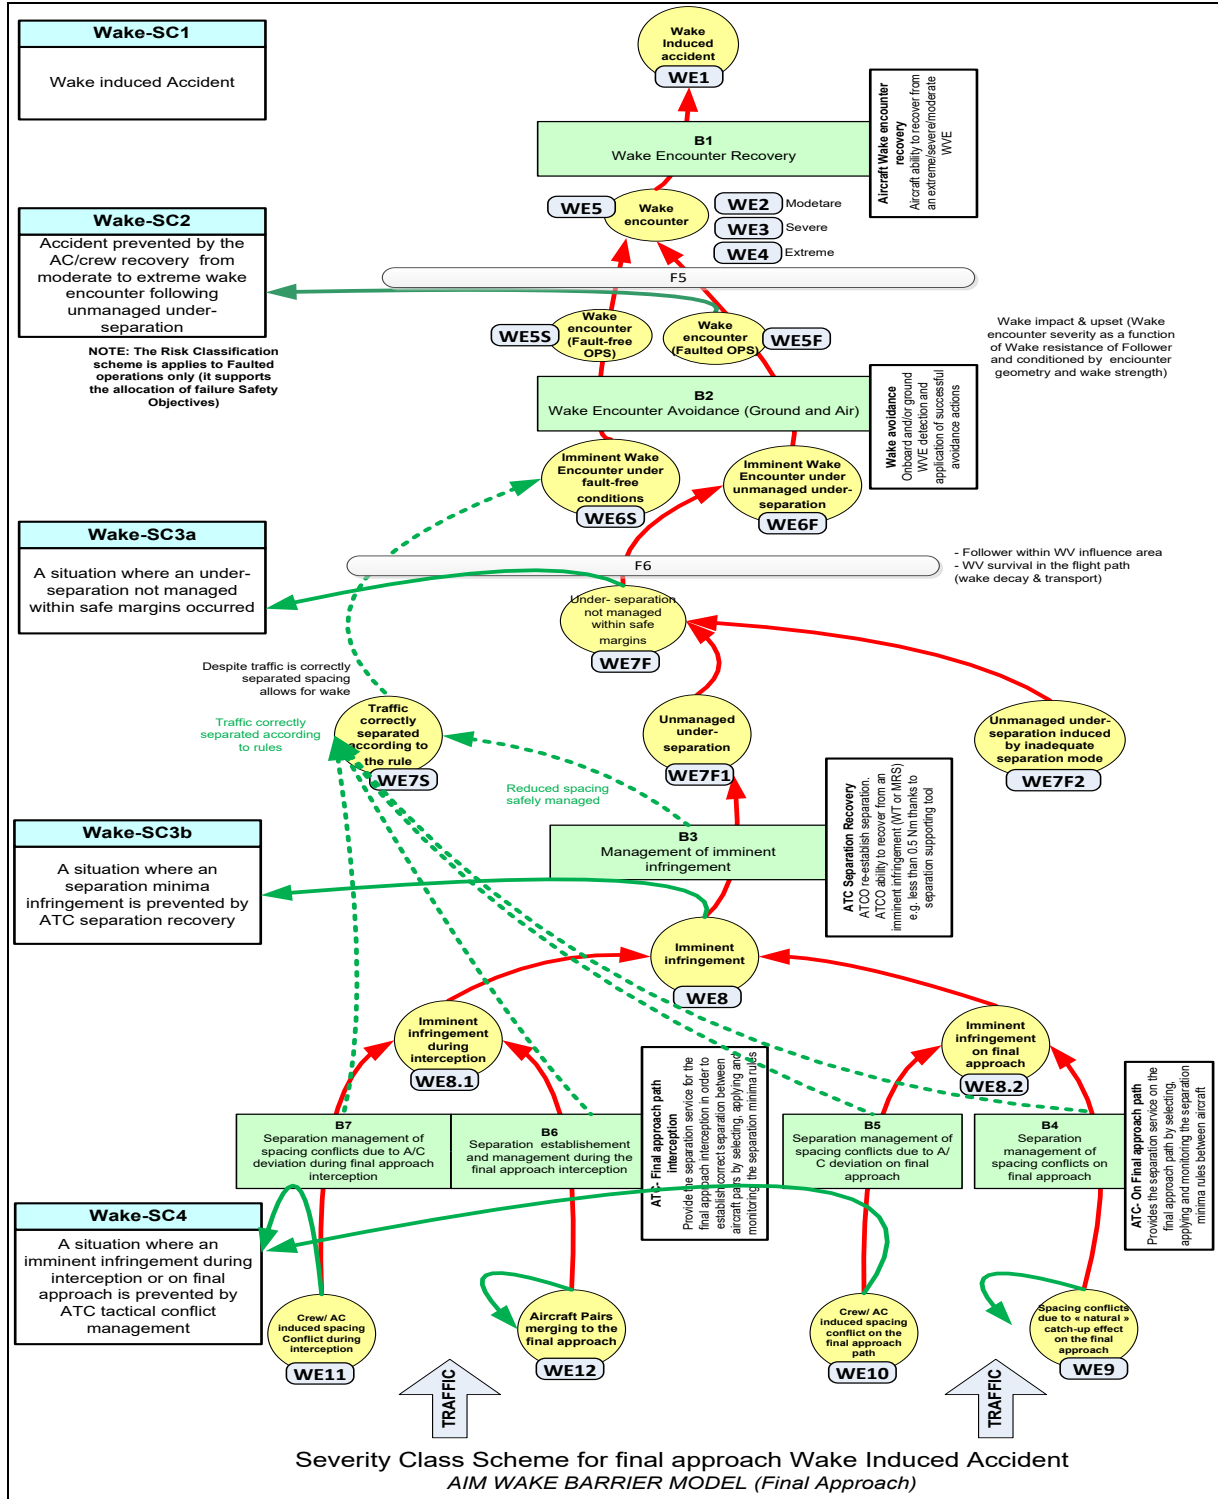 Wake-SC1
Wake induced Accident
Wake
Induced
accident
WE1
B1
Wake Encounter Recovery
Aircraft Wake encounter
recovery
Aircraft ability to recover from
an extreme/severe/moderate
WVE
WE5
Wake
encounter
WE2 Modetare
WE3 Severe
WE4 Extreme
Wake-SC2
Accident prevented by the
AC/crew recovery from
moderate to extreme wake
encounter following
unmanaged under-
separation
NOTE: The Risk Classification
scheme is applies to Faulted
operations only (it supports
the allocation of failure Safety
Objectives)
F5
WE5S
Wake
encounter
(Fault-free
OPS)
Wake
encounter
(Faulted OPS)
WE5F
Wake impact & upset (Wake
encounter severity as a function
of Wake resistance of Follower
and conditioned by enciounter
geometry and wake strength)
B2
Wake Encounter Avoidance (Ground and Air)
Wake avoidance
Onboard and/or ground
WVE detection and
application of successful
avoidance actions
Imminent Wake
Encounter under
fault-free
conditions
WE6S
Imminent Wake
Encounter under
unmanaged under-
separation
WE6F
Wake-SC3a
A situation where an under-
separation not managed
within safe margins occurred
F6
- Follower within WV influence area
- WV survival in the flight path
(wake decay & transport)
Under- separation
not managed
within safe
margins
WE7F
Despite traffic is correctly
separated spacing
allows for wake
Traffic correctly
separated according
to rules
Traffic
correctly
separated
according to
the rule
WE7S
Unmanaged
under-
separation
WE7F1
Unmanaged under-
separation induced
by inadequate
separation mode
WE7F2
Reduced spacing
safely managed
Wake-SC3b
A situation where an
separation minima
infringement is prevented by
ATC separation recovery
B3
Management of imminent
infringement
ATC Separation Recovery
ATCO re-establish separation.
ATCO ability to recover from an
imminent infringement (WT or MRS)
e.g. less than 0.5 Nm thanks to
separation supporting tool
Imminent
infringement
WE8
Imminent
infringement
during
interception
WE8.1
Imminent
infringement
on final
approach
WE8.2
B7
Separation management of
spacing conflicts due to A/C
deviation during final approach
interception
B6
Separation establisement
and management during the
final approach interception
ATC- Final approach path
interception
Provide the separation service for the
final approach interception in order to
establish correct separation between
aircraft pairs by selecting, applying and
monitoring the separation minima rules
B5
Separation management of
spacing conflicts due to A/
C deviation on final
approach
B4
Separation
management of
spacing conflicts on
final approach
ATC- On Final approach path
Provides the separation service on the
final approach path by selecting,
applying and monitoring the separation
minima rules between aircraft
Wake-SC4
A situation where an
imminent infringement during
interception or on final
approach is prevented by
ATC tactical conflict
management
Crew/ AC
induced spacing
Conflict during
interception
WE11
Aircraft Pairs
merging to the
final approach
WE12
Crew/ AC
induced spacing
conflict on the
final approach
path
WE10
Spacing conflicts
due to « natural »
catch-up effect
on the final
approach
WE9
TRAFFIC
TRAFFIC
Severity Class Scheme for final approach Wake Induced Accident
AIM WAKE BARRIER MODEL (Final Approach)